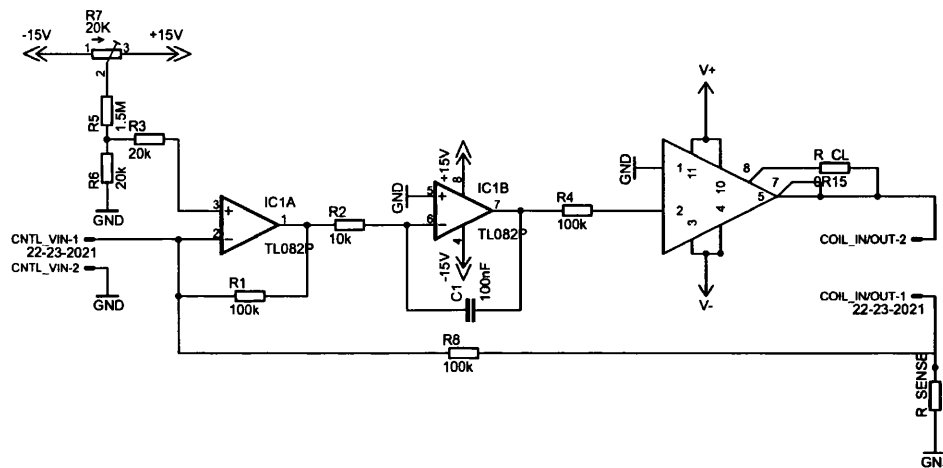 R7
20K
-15V
+15V
1
3
2
R5
1.5M
R3
20k
R6
20k
GND
CNTL_VIN-1
22-23-2021
CNTL_VIN-2
GND
3
+
2
-
IC1A
1
TL082P
R1
100k
R2
10k
GND
+15V
8
5
+
6
-
IC1B
7
TL082P
4
-15V
C1
100nF
R4
100k
R8
100k
V+
GND
1
11
10
2
3
4
8
7
5
R_CL
0R15
V-
COIL_IN/OUT-2
COIL_IN/OUT-1
22-23-2021
R_SENSE
GN